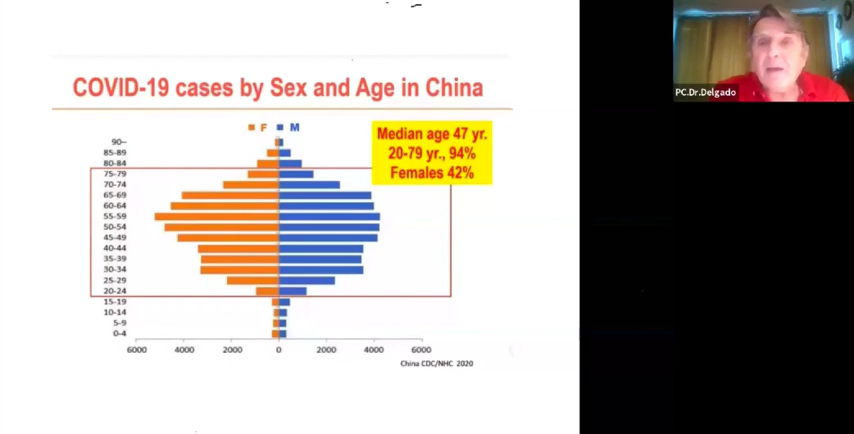 COVID-19 cases by Sex and Age in China
F M
Median age 47 yr.
20-79 yr., 94%
Females 42%
90~
85-89
80-84
75-79
70-74
65-69
60-64
55-59
50-54
45-49
40-44
35-39
30-34
25-29
20-24
15-19
10-14
5-9
0-4
6000 4000 2000 0 2000 4000 6000
China CDC/NHC 2020
PC.Dr.Delgado